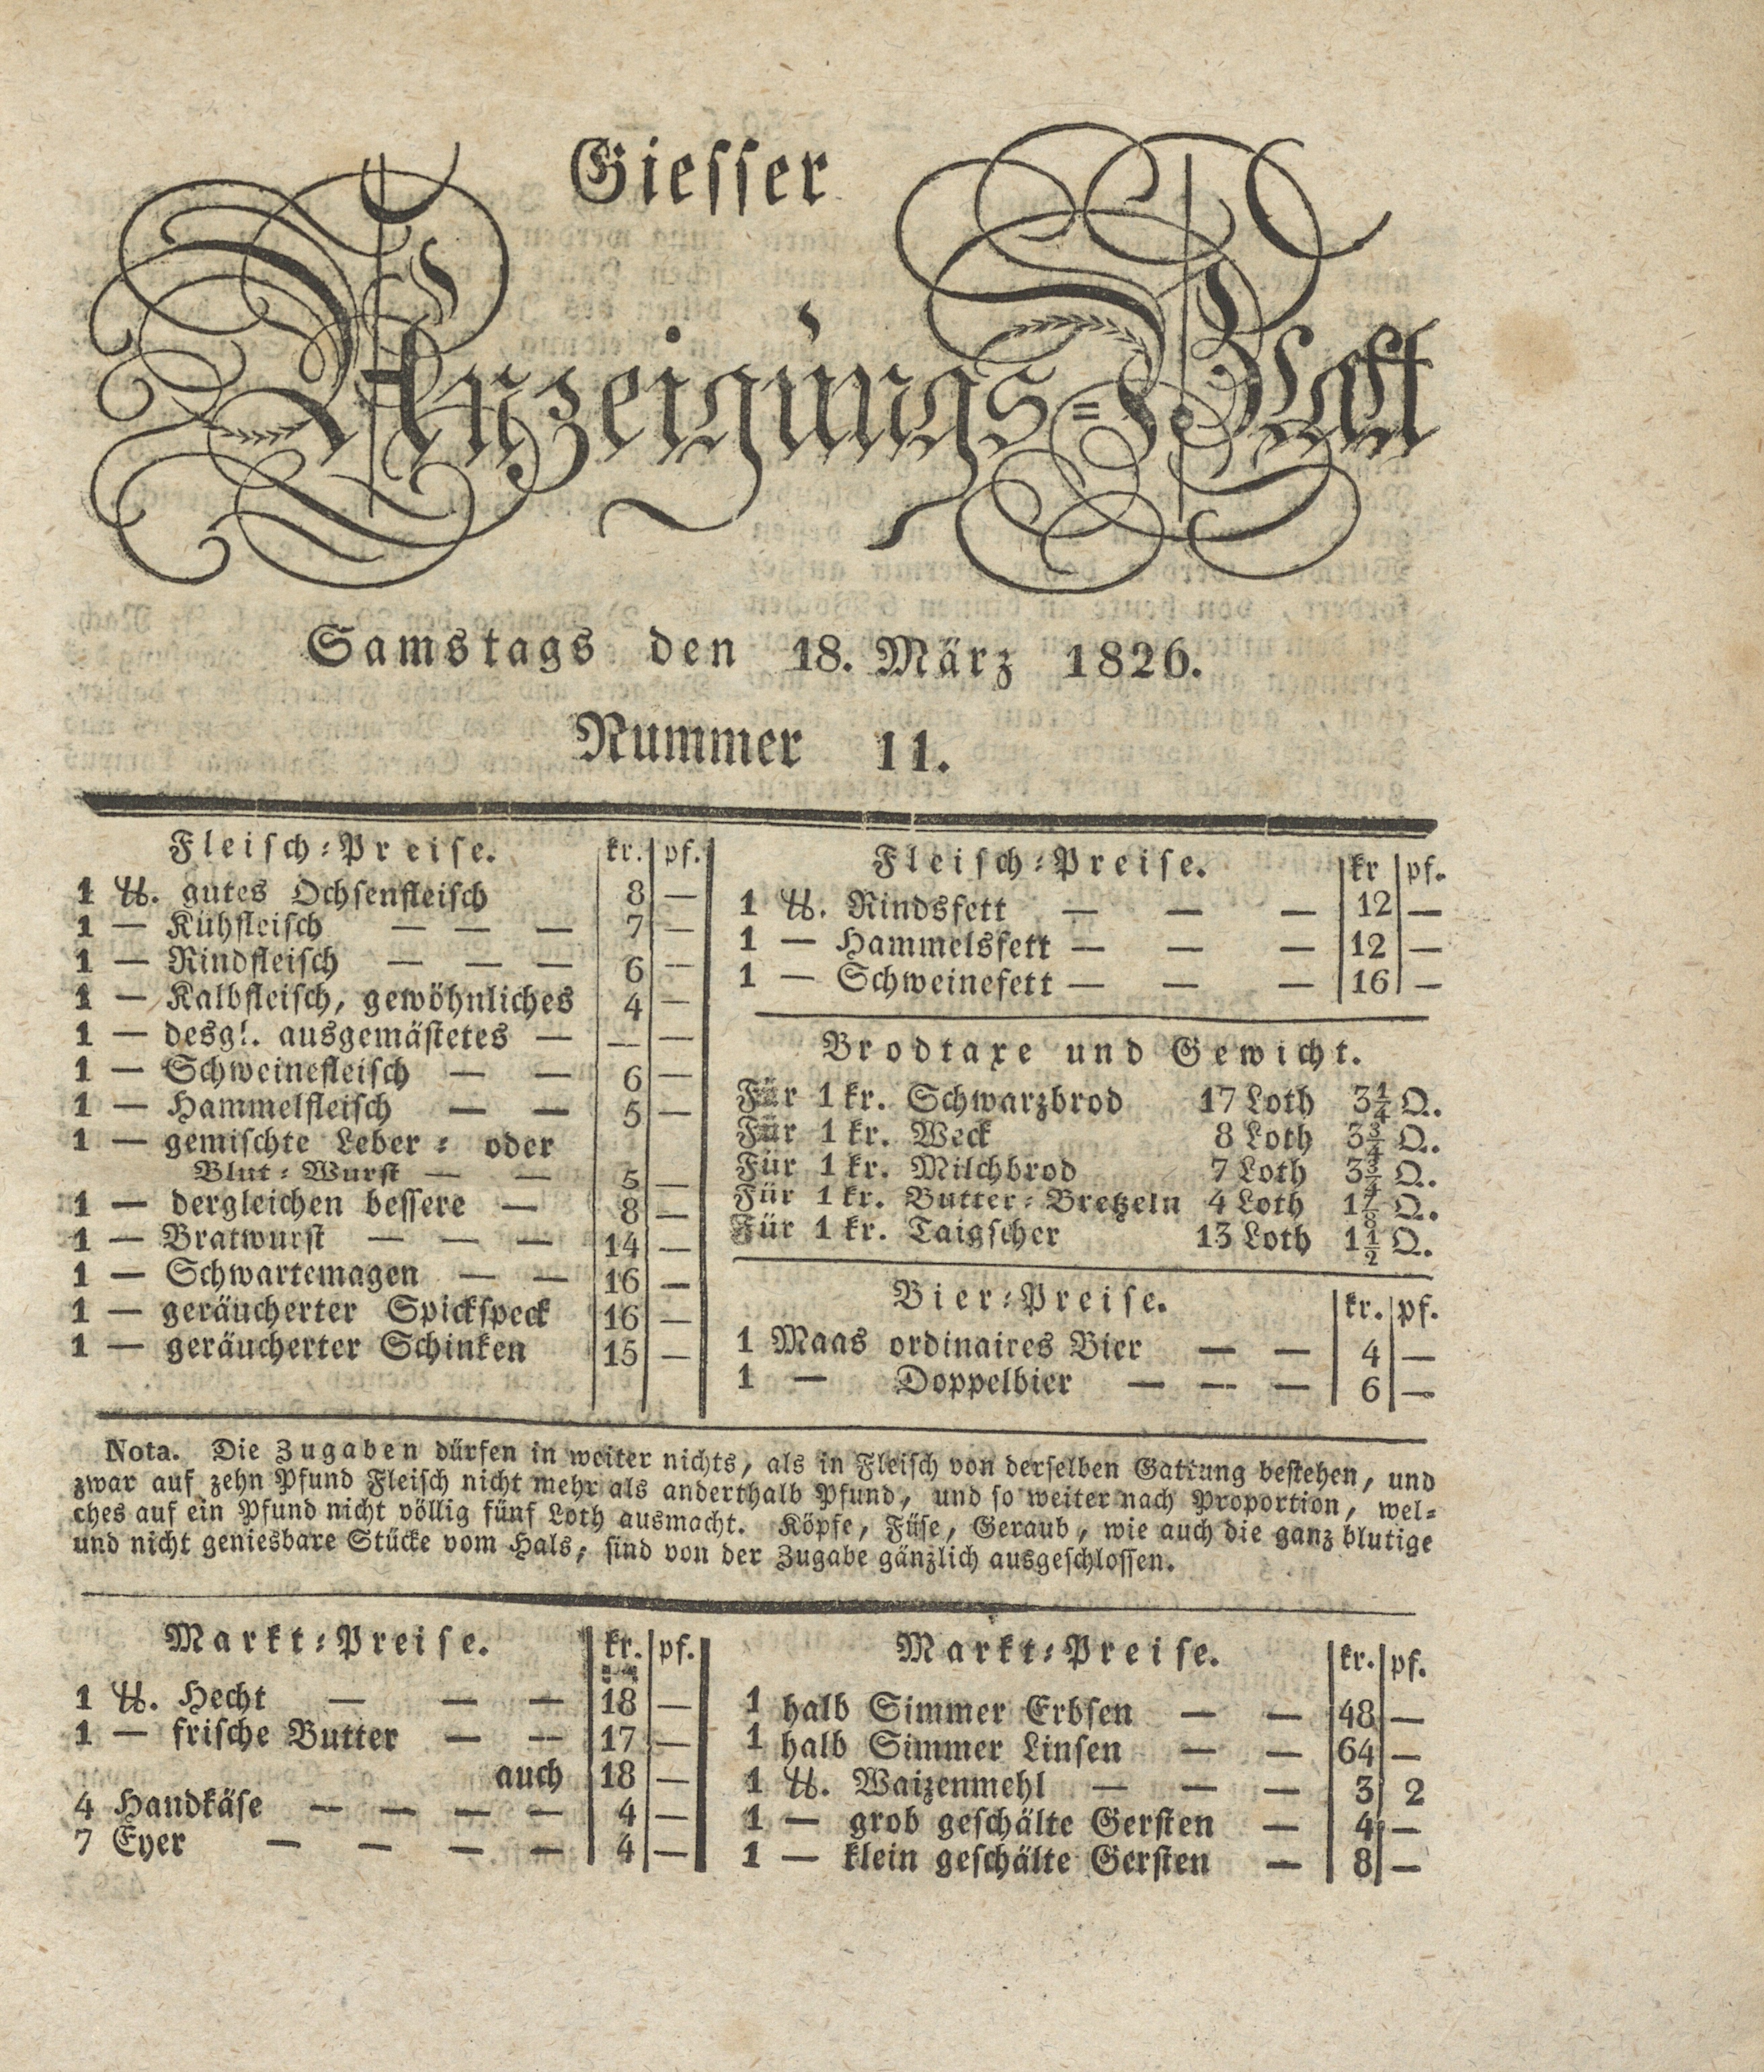 Giesser
Anzeigungs=Blatt
Samstags den 18. März 1826.
Nummer 11.
Fleisch=Preise. kr. pf.
1 ℔. gutes Ochsenfleisch 8 —
1 — Kuhfleisch — — — 7 —
1 — Rindfleisch — — — 6 —
1 — Kalbfleisch, gewöhnliches 4 —
1 — desgl. ausgemästetes — — —
1 — Schweinefleisch — — 6 —
1 — Hammelfleisch — — 5 —
1 — gemischte Leber= oder
Blut=Wurst — — 5 —
1 — dergleichen bessere — 8 —
1 — Bratwurst — — — 14 —
1 — Schwartemagen — — 16 —
1 — geräucherter Spickspeck 16 —
1 — geräucherter Schinken 15 —
Fleisch=Preise. kr pf.
1 ℔. Rindsfett — — — 12 —
1 — Hammelsfett — — — 12 —
1 — Schweinefett — — — 16 —
Brodtaxe und Gewicht.
Für 1 kr. Schwarzbrod 17 Loth 3 1/4 Q.
Für 1 kr. Weck 8 Loth 3 3/4 Q.
Für 1 kr. Milchbrod 7 Loth 3 3/4 Q.
Für 1 kr. Butter=Bretzeln 4 Loth 1 7/8 Q.
Für 1 kr. Taigscher 13 Loth 1 1/2 Q.
Bier=Preise. kr. pf.
1 Maas ordinaires Bier — — 4 —
1 — Doppelbier — — — 6 —
Nota. Die Zugaben dürfen in weiter nichts, als in Fleisch von derselben Gattung bestehen, und
zwar auf zehn Pfund Fleisch nicht mehr als anderthalb Pfund, und so weiter nach Proportion, wel=
ches auf ein Pfund nicht völlig fünf Loth ausmacht. Köpfe, Füse, Geraub, wie auch die ganz blutige
und nicht geniesbare Stücke vom Hals, sind von der Zugabe gänzlich ausgeschlossen.
Markt=Preise. kr. pf.
1 ℔. Hecht — — — 18 —
1 — frische Butter — — 17 —
auch 18 —
4 Handkäse — — — — 4 —
7 Eyer — — — — 4 —
Markt=Preise. kr. pf.
1 halb Simmer Erbsen — — 48 —
1 halb Simmer Linsen — — 64 —
1 ℔. Waizenmehl — — — 3 2
1 — grob geschälte Gersten — 4 —
1 — klein geschälte Gersten — 8 —